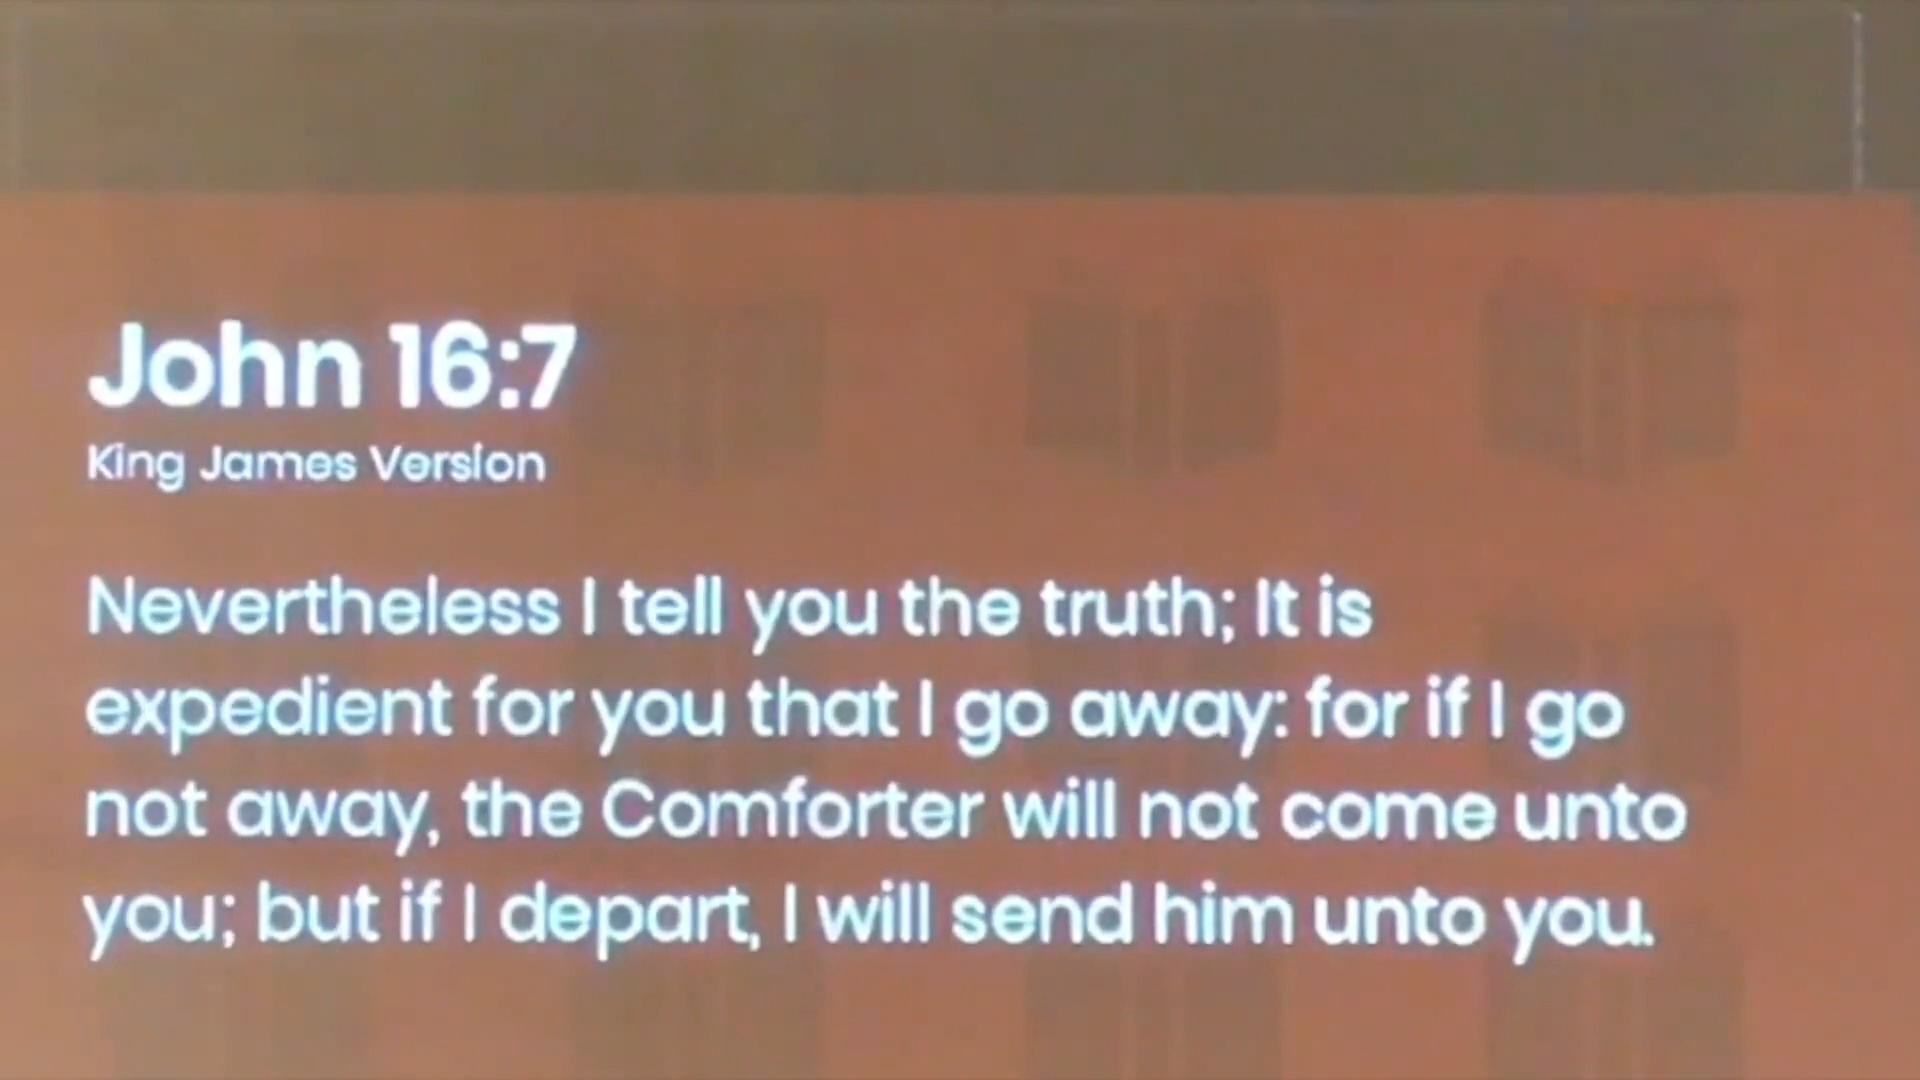 John 16:7
King James Version
Nevertheless I tell you the truth; It is
expedient for you that I go away: for if I go
not away, the Comforter will not come unto
you; but if I depart, I will send him unto you.